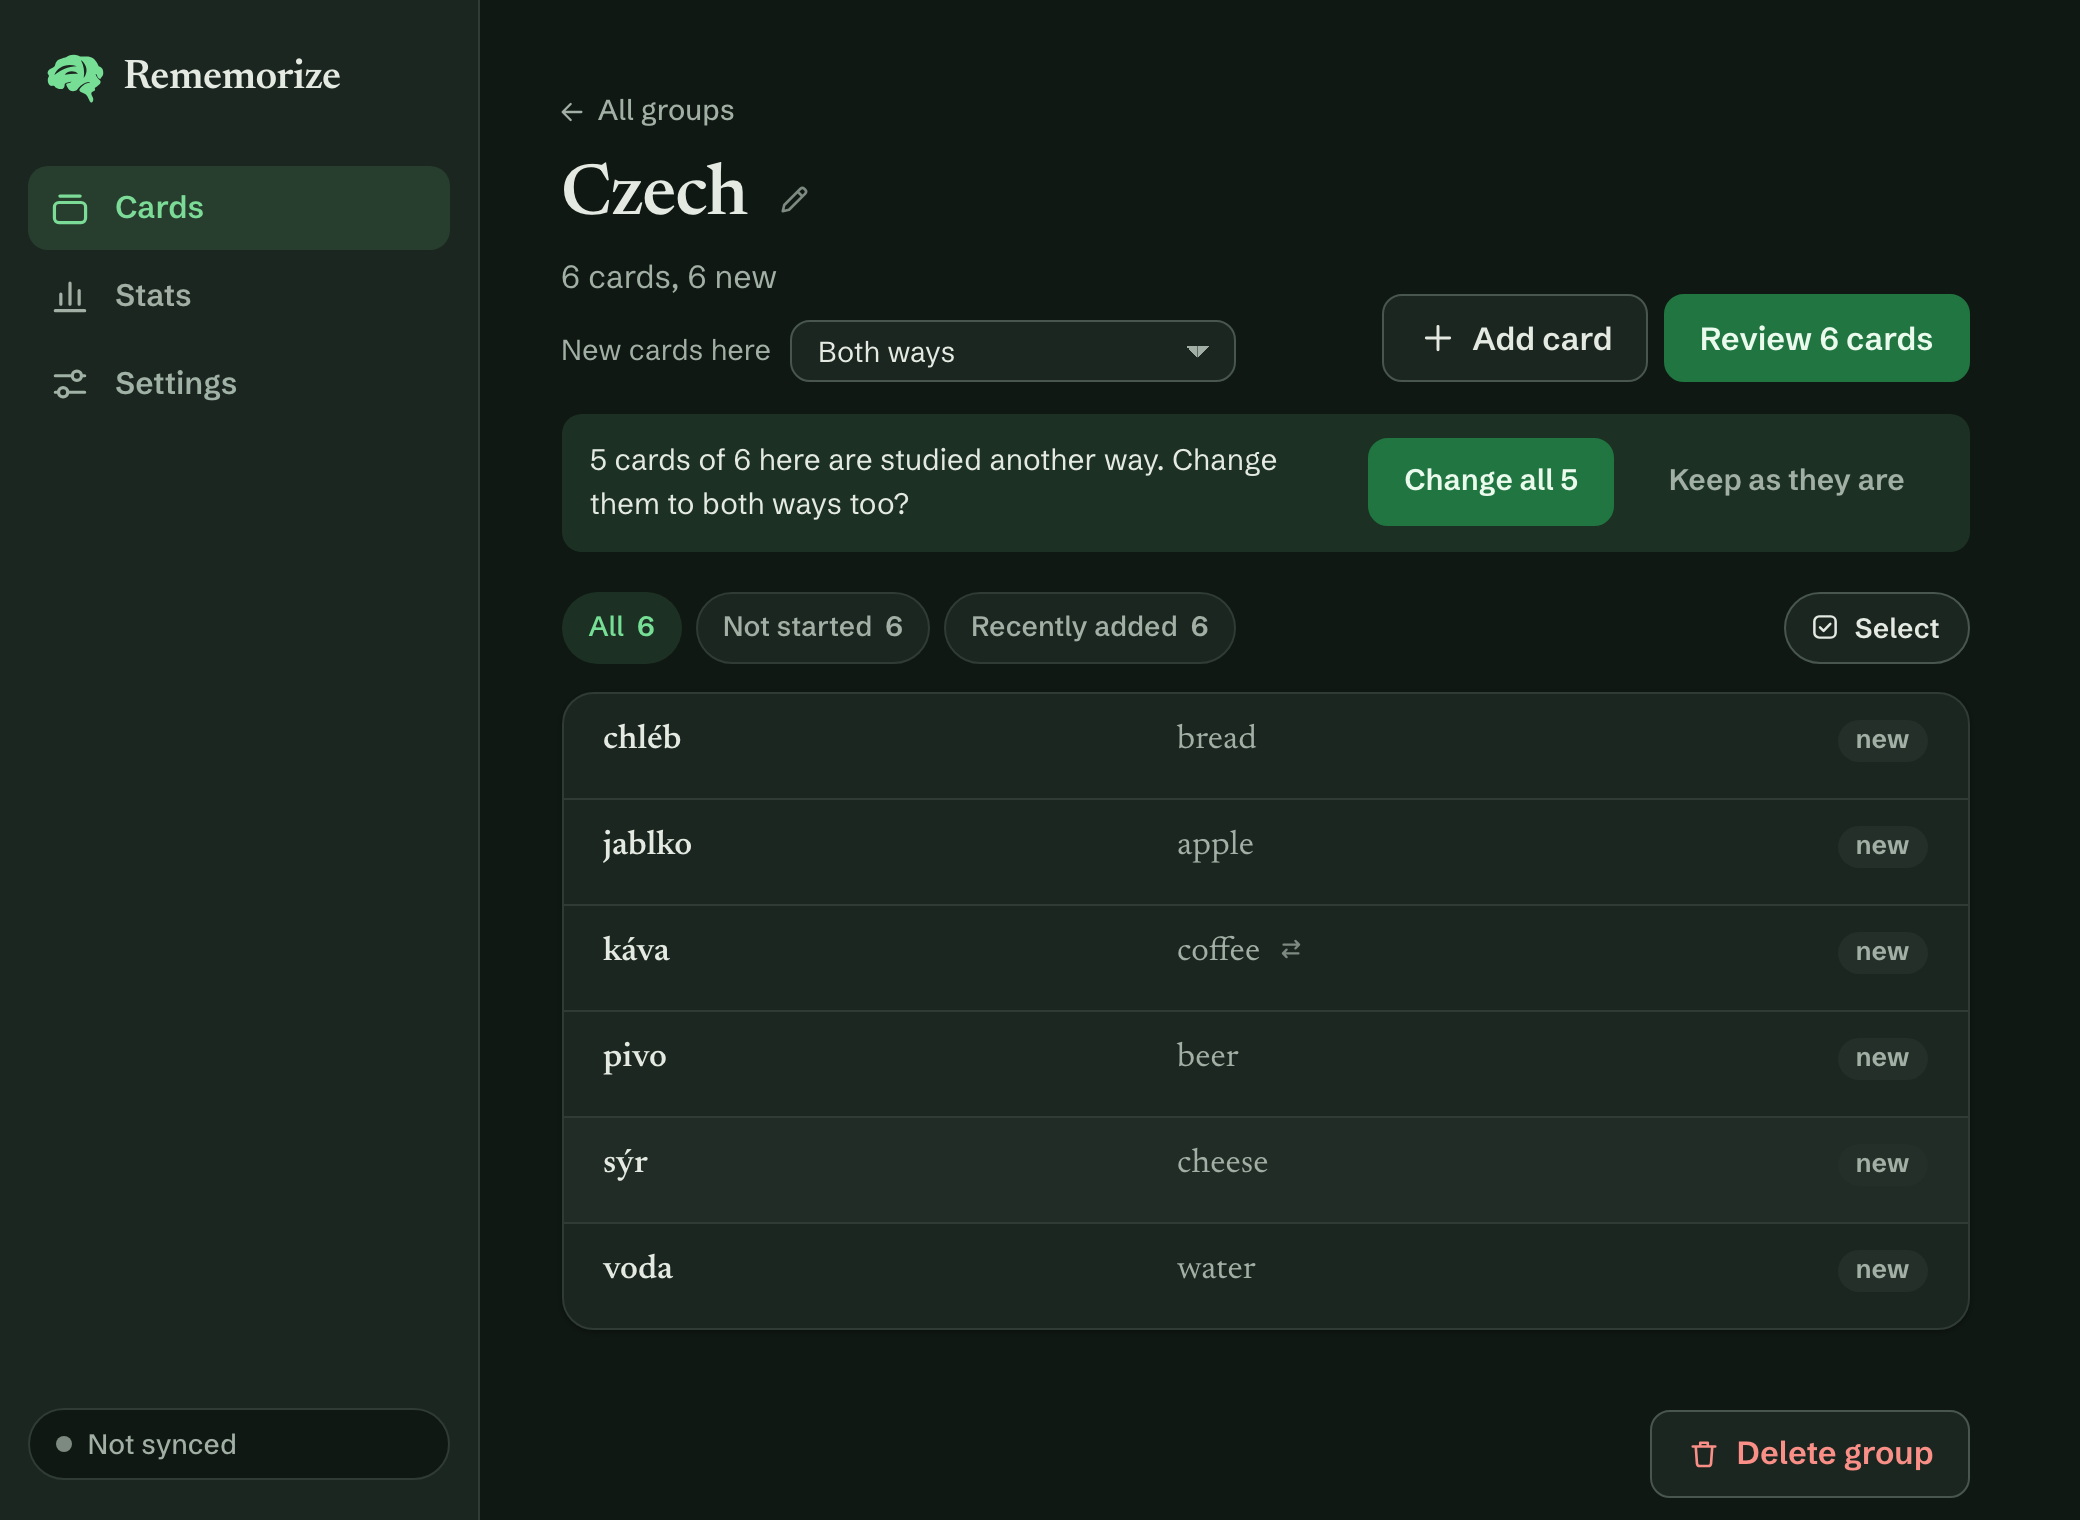 Rememorize
Cards
Stats
Settings
Not synced
All groups
Czech
6 cards, 6 new
New cards here Both ways
Add card Review 6 cards
5 cards of 6 here are studied another way. Change
them to both ways too?
Change all 5 Keep as they are
All 6 Not started 6 Recently added 6 Select
chléb bread new
jablko apple new
káva coffee new
pivo beer new
sýr cheese new
voda water new
Delete group